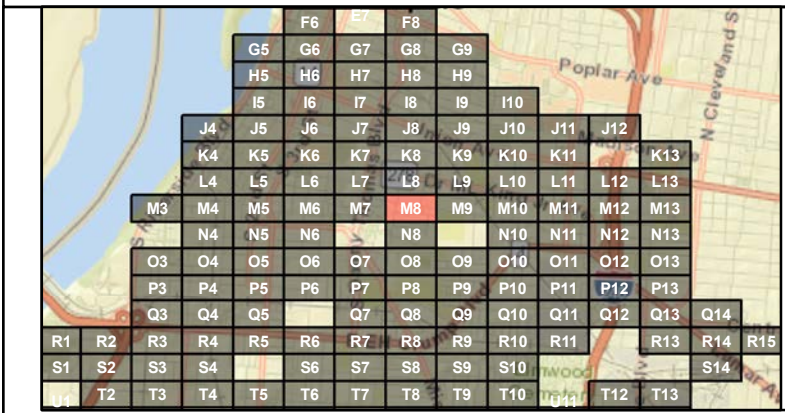 F6 E7 F8
G5 G6 G7 G8 G9
Poplar Ave
H5 H6 H7 H8 H9
I5 I6 I7 I8 I9 I10
N Cleveland S
J4 J5 J6 J7 J8 J9 J10 J11 J12
Madison Ave
Union Av
K4 K5 K6 K7 K8 K9 K10 K11 K13
L4 L5 L6 L7 L8 L9 L10 L11 L12 L13
S Riverside Blvd
S 3rd St
M3 M4 M5 M6 M7 M8 M9 M10 M11 M12 M13
N4 N5 N6 N8 N10 N11 N12 N13
O3 O4 O5 O6 O7 O8 O9 O10 O11 O12 O13
P3 P4 P5 P6 P7 P8 P9 P10 P11 P12 P13
Q3 Q4 Q5 Q7 Q8 Q9 Q10 Q11 Q12 Q13 Q14
R1 R2 R3 R4 R5 R6 R7 R8 R9 R10 R11 R13 R14 R15
S1 S2 S3 S4 S6 S7 S8 S9 S10 S14
U1 T2 T3 T4 T5 T6 T7 T8 T9 T10 U11 T12 T13